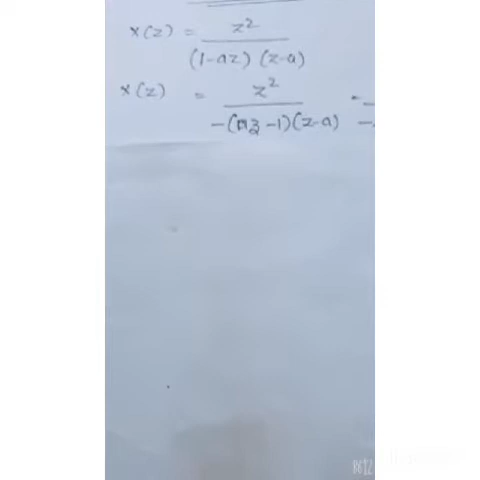 x(z) = z²/(1-az)(z-a)
x(z) = z²/-(az-1)(z-a) = -